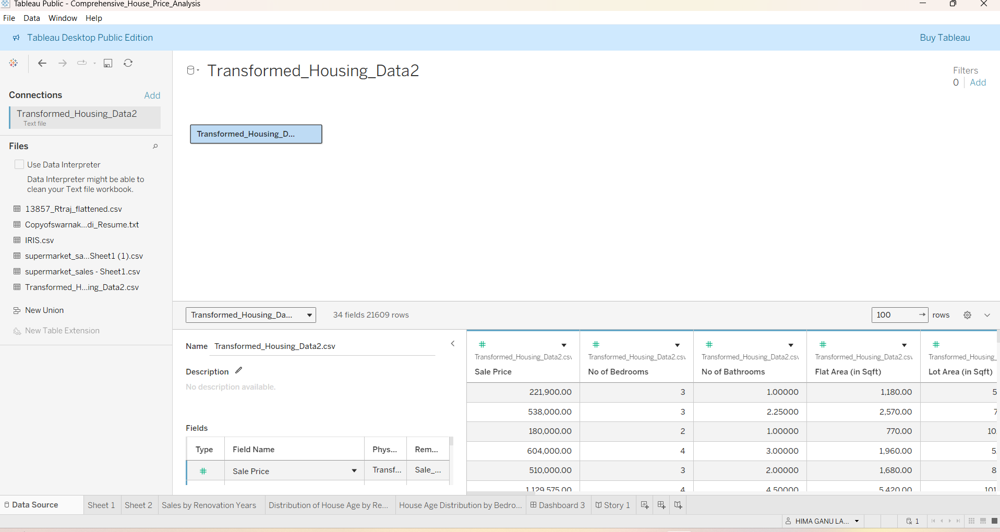 Tableau Public - Comprehensive_House_Price_Analysis
File Data Window Help
Tableau Desktop Public Edition
Buy Tableau
Connections
Add
Transformed_Housing_Data2
Text file
Files
Use Data Interpreter
Data Interpreter might be able to
clean your Text file workbook.
13857_Rtraj_flattened.csv
Copyofswarnak...di_Resume.txt
IRIS.csv
supermarket_sa...Sheet1 (1).csv
supermarket_sales - Sheet1.csv
Transformed_H...ing_Data2.csv
New Union
New Table Extension
Transformed_Housing_Data2
Filters
0 Add
Transformed_Housing_D...
Transformed_Housing_Da...
34 fields 21609 rows
100 rows
Name Transformed_Housing_Data2.csv
Description
No description available.
Fields
Type Field Name Phys... Rem...
# Sale Price Transf... Sale_...
# # # # #
Transformed_Housing_Data2.csv Transformed_Housing_Data2.csv Transformed_Housing_Data2.csv Transformed_Housing_Data2.csv Transformed_Housing_
Sale Price No of Bedrooms No of Bathrooms Flat Area (in Sqft) Lot Area (in Sqft)
221,900.00 3 1.00000 1,180.00 5
538,000.00 3 2.25000 2,570.00 7
180,000.00 2 1.00000 770.00 10
604,000.00 4 3.00000 1,960.00 5
510,000.00 3 2.00000 1,680.00 8
1,129,575.00 4 4.50000 5,420.00 101
Data Source Sheet 1 Sheet 2 Sales by Renovation Years Distribution of House Age by Re... House Age Distribution by Bedro... Dashboard 3 Story 1
HIMA GANU LA... 1